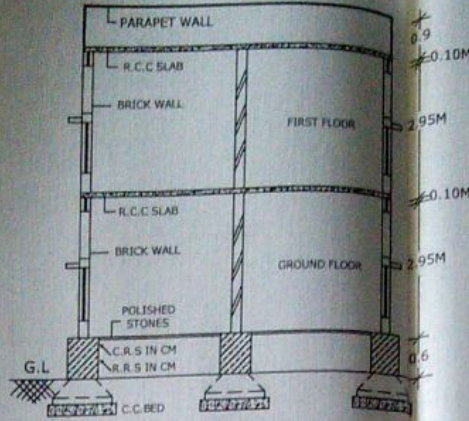 PARAPET WALL
0.9
R.C.C SLAB
0.10M
BRICK WALL
FIRST FLOOR
2.95M
R.C.C SLAB
0.10M
BRICK WALL
GROUND FLOOR
2.95M
POLISHED
STONES
C.R.S IN CM
G.L
R.R.S IN CM
0.6
C.C.BED